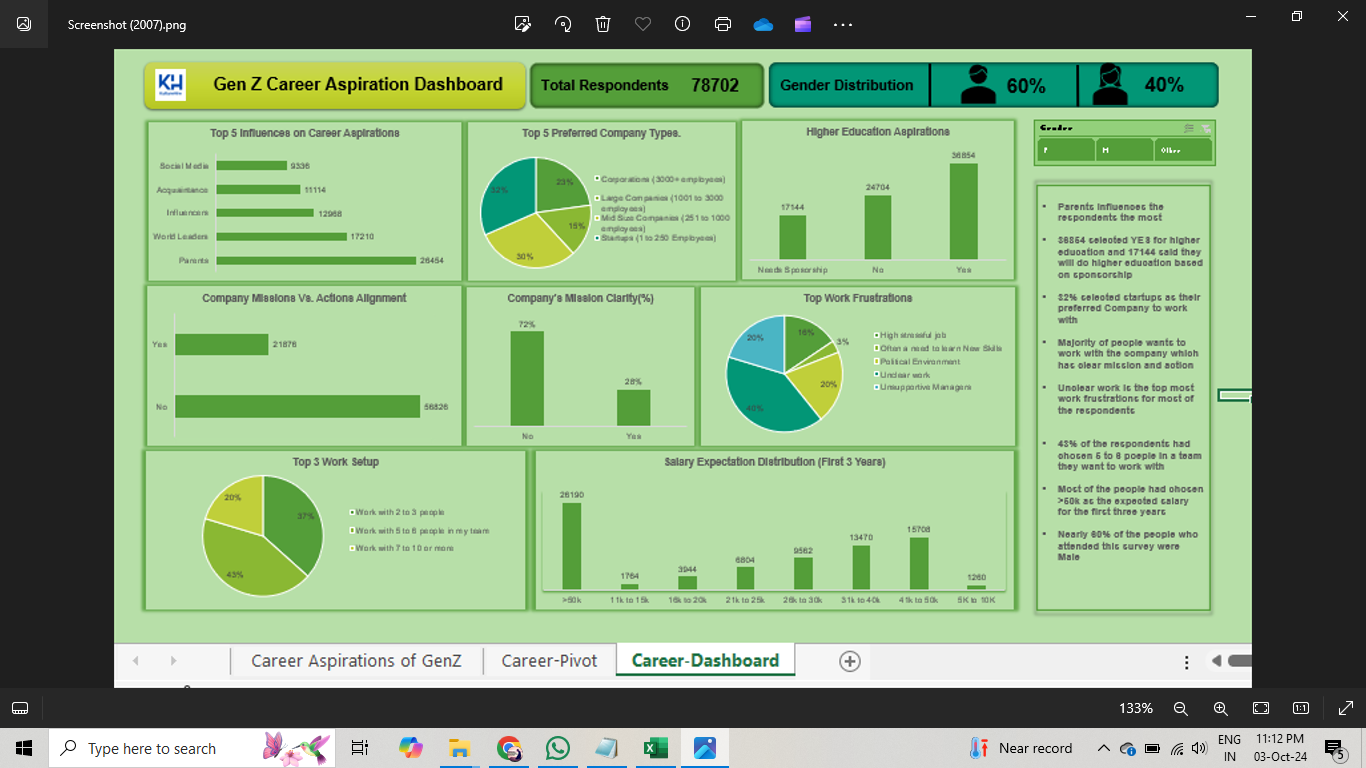 Screenshot (2007).png
KH
Gen Z Career Aspiration Dashboard
Total Respondents 78702
Gender Distribution 60% 40%
Top 5 Influences on Career Aspirations
Social Media 9336
Acquaintance 11114
Influencers 12968
World Leaders 17210
Parents 26454
Top 5 Preferred Company Types.
23%
15%
30%
32%
Corporations (3000+ employees)
Large Companies (1001 to 3000
employees)
Mid Size Companies (251 to 1000
employees)
Startups (1 to 250 Employees)
Higher Education Aspirations
17144
24704
36854
Needs Sponsorship No Yes
Gender
F M Other
Company Missions Vs. Actions Alignment
Yes 21876
No 56826
Company's Mission Clarity(%)
72%
28%
No Yes
Top Work Frustrations
16%
3%
20%
40%
20%
High stressful job
Often a need to learn New Skills
Political Environment
Unclear work
Unsupportive Managers
Top 3 Work Setup
37%
43%
20%
Work with 2 to 3 people
Work with 5 to 6 people in my team
Work with 7 to 10 or more
Salary Expectation Distribution (First 3 Years)
26190 1764 3944 6804 9562 13470 15708 1260
>50k 11k to 15k 16k to 20k 21k to 25k 26k to 30k 31k to 40k 41k to 50k 5K to 10K
• Parents Influences the
respondents the most
• 36854 selected YES for higher
education and 17144 said they
will do higher education based
on sponsorship
• 32% selected startups as their
preferred Company to work
with
• Majority of people wants to
work with the company which
has clear mission and action
• Unclear work is the top most
work frustrations for most of
the respondents
• 43% of the respondents had
chosen 5 to 6 poeple in a team
they want to work with
• Most of the people had chosen
>50k as the expected salary
for the first three years
• Nearly 60% of the people who
attended this survey were
Male
Career Aspirations of GenZ Career-Pivot Career-Dashboard
133%
1:1
Type here to search
Near record
ENG
IN
11:12 PM
03-Oct-24
5